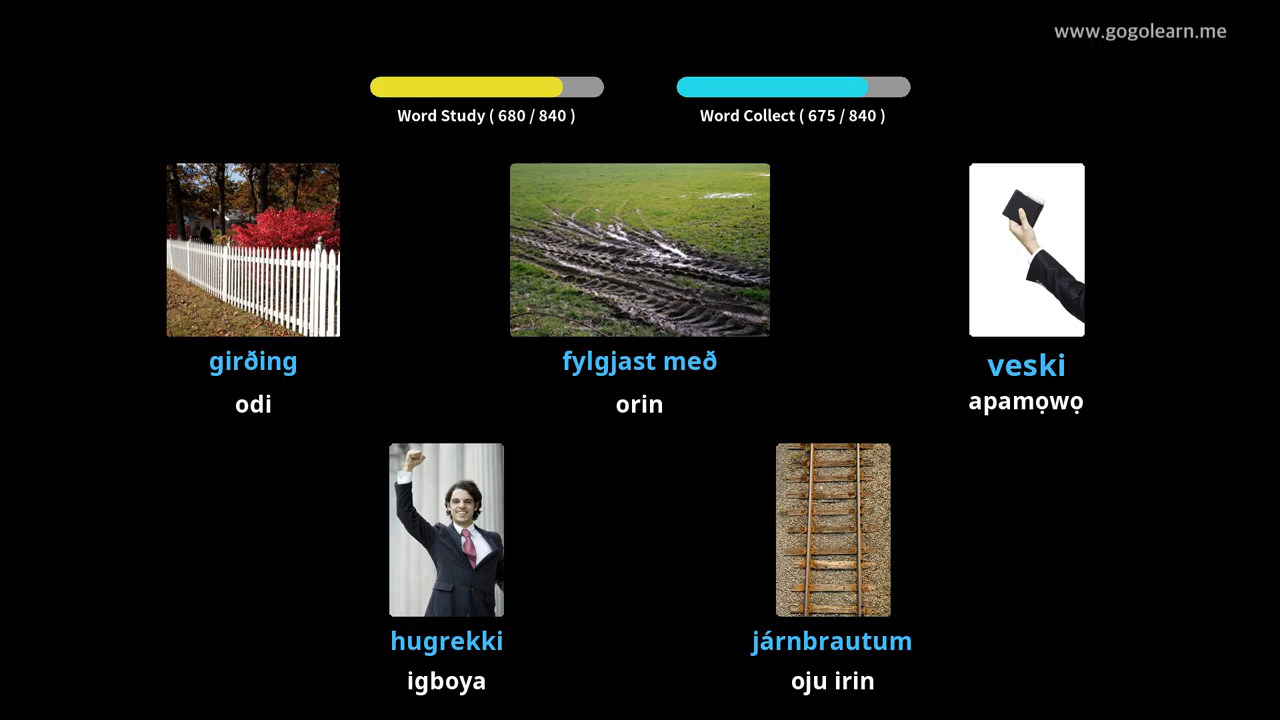 www.gogolearn.me
Word Study ( 680 / 840 )
Word Collect ( 675 / 840 )
girðing
fylgjast með
veski
odi
orin
apamọwọ
hugrekki
járnbrautum
igboya
oju irin